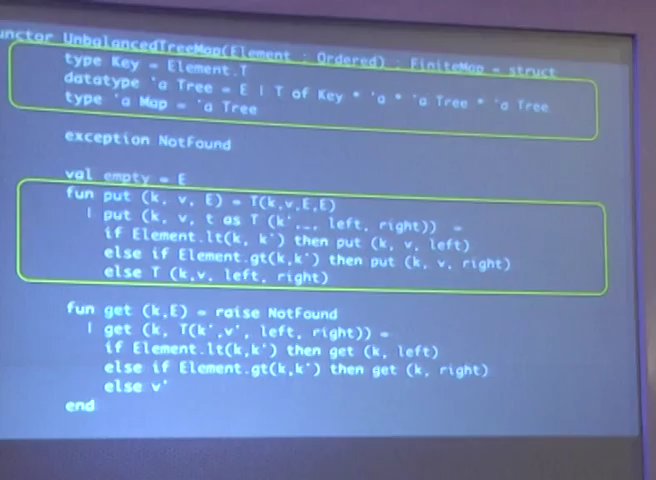 unctor UnbalancedTreeMap(Element : Ordered) : FiniteMap = struct
type Key = Element.T
datatype 'a Tree = E | T of Key * 'a * 'a Tree * 'a Tree
type 'a Map = 'a Tree
exception NotFound
val empty = E
fun put (k, v, E) = T(k,v,E,E)
| put (k, v, t as T (k',_, left, right)) =
if Element.lt(k, k') then put (k, v, left)
else if Element.gt(k,k') then put (k, v, right)
else T (k,v, left, right)
fun get (k,E) = raise NotFound
| get (k, T(k',v', left, right)) =
if Element.lt(k,k') then get (k, left)
else if Element.gt(k,k') then get (k, right)
else v'
end